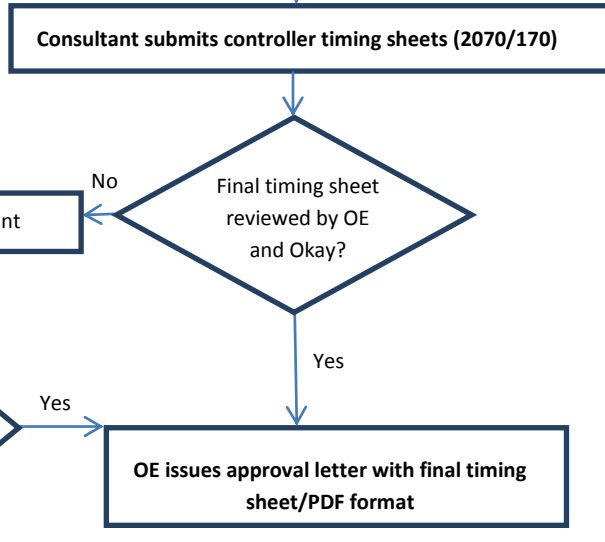 Consultant submits controller timing sheets (2070/170)
No
Final timing sheet
reviewed by OE
and Okay?
Yes
Yes
OE issues approval letter with final timing
sheet/PDF format